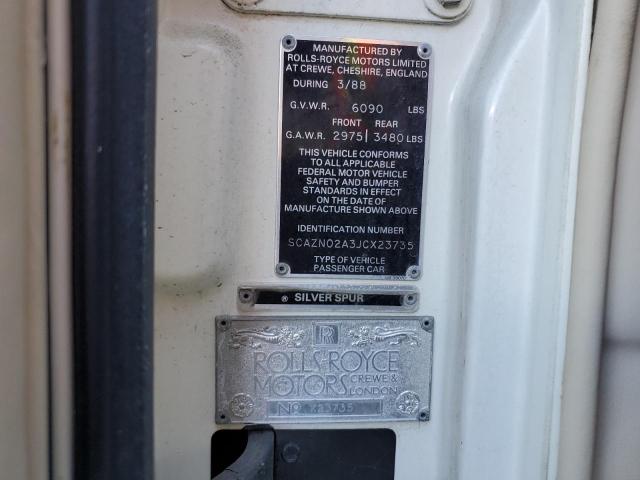 MANUFACTURED BY
ROLLS-ROYCE MOTORS LIMITED
AT CREWE, CHESHIRE, ENGLAND
DURING 3/88
G.V.W.R. 6090 LBS
FRONT REAR
G.A.W.R. 2975 3480 LBS
THIS VEHICLE CONFORMS
TO ALL APPLICABLE
FEDERAL MOTOR VEHICLE
SAFETY AND BUMPER
STANDARDS IN EFFECT
ON THE DATE OF
MANUFACTURE SHOWN ABOVE
IDENTIFICATION NUMBER
SCAZN02A3JCX23735
TYPE OF VEHICLE
PASSENGER CAR
® SILVER SPUR
R
ROLLS-ROYCE
MOTORS CREWE &
LONDON
No X23735